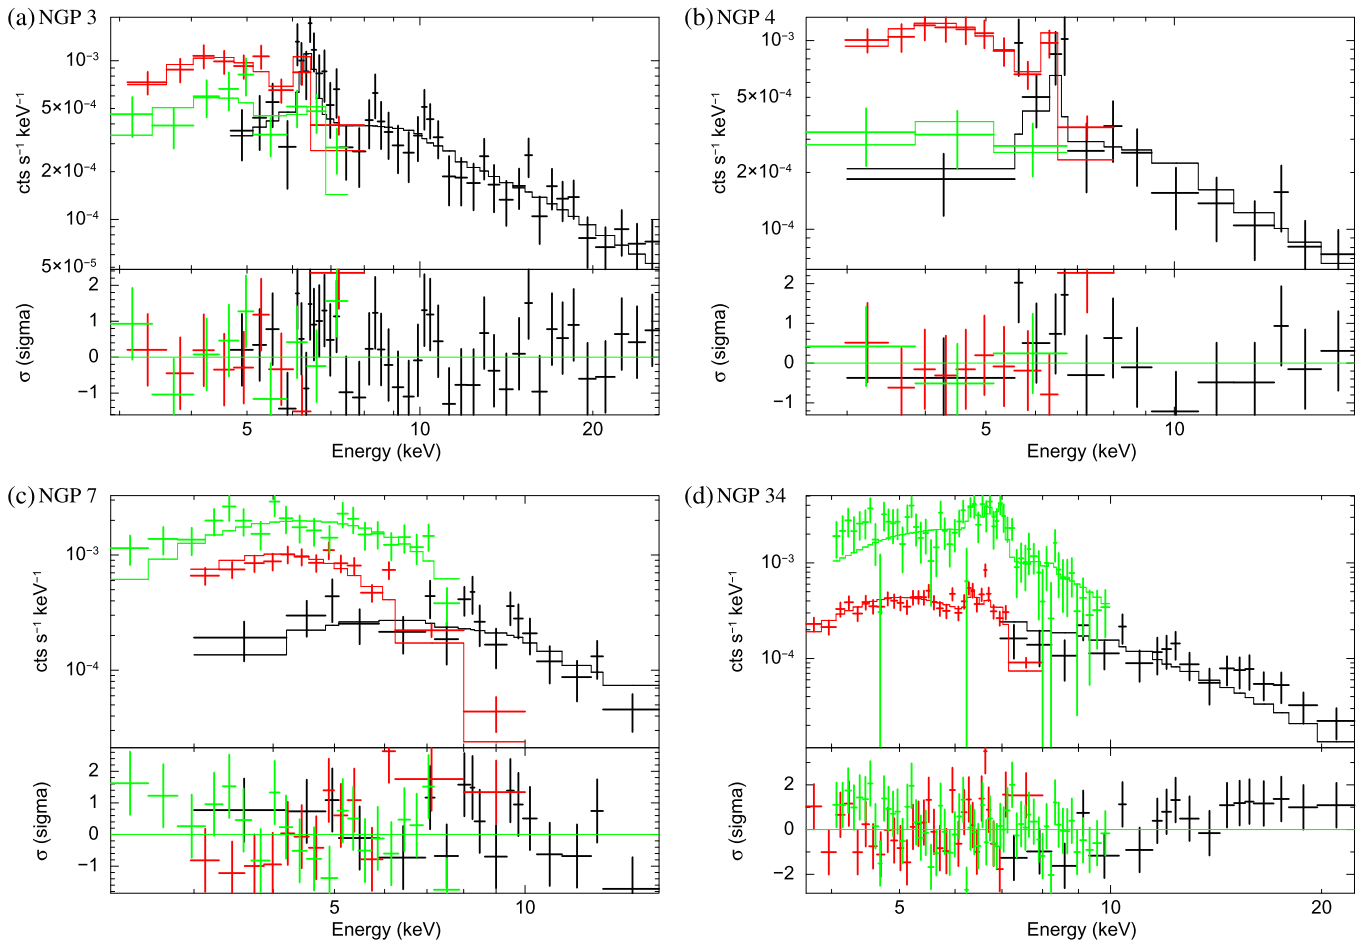 (a) NGP 3
10⁻³
5×10⁻⁴
2×10⁻⁴
10⁻⁴
5×10⁻⁵
cts s⁻¹ keV⁻¹
2
1
0
−1
σ (sigma)
5 10 20
Energy (keV)
(b) NGP 4
10⁻³
5×10⁻⁴
2×10⁻⁴
10⁻⁴
cts s⁻¹ keV⁻¹
2
1
0
−1
σ (sigma)
5 10
Energy (keV)
(c) NGP 7
10⁻³
10⁻⁴
cts s⁻¹ keV⁻¹
2
1
0
−1
σ (sigma)
5 10
Energy (keV)
(d) NGP 34
10⁻³
10⁻⁴
cts s⁻¹ keV⁻¹
2
0
−2
σ (sigma)
5 10 20
Energy (keV)